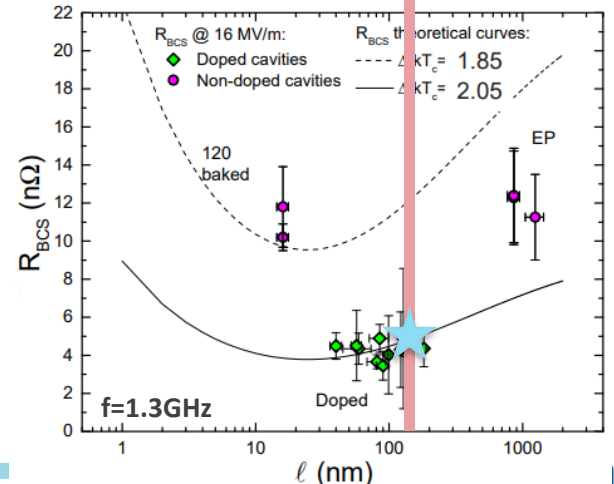 R_BCS @ 16 MV/m:
Doped cavities
Non-doped cavities
R_BCS theoretical curves:
kT_c= 1.85
kT_c= 2.05
22
20
18
16
14
12
10
8
6
4
2
0
R_BCS (nΩ)
120
baked
EP
Doped
f=1.3GHz
1
10
100
1000
ℓ (nm)